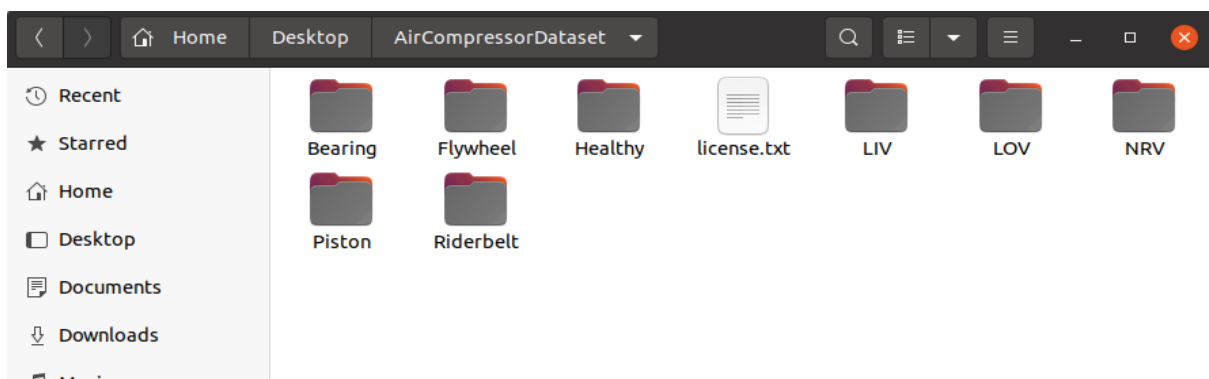 Home Desktop AirCompressorDataset
Recent
Starred
Home
Desktop
Documents
Downloads
Bearing Flywheel Healthy license.txt LIV LOV NRV
Piston Riderbelt